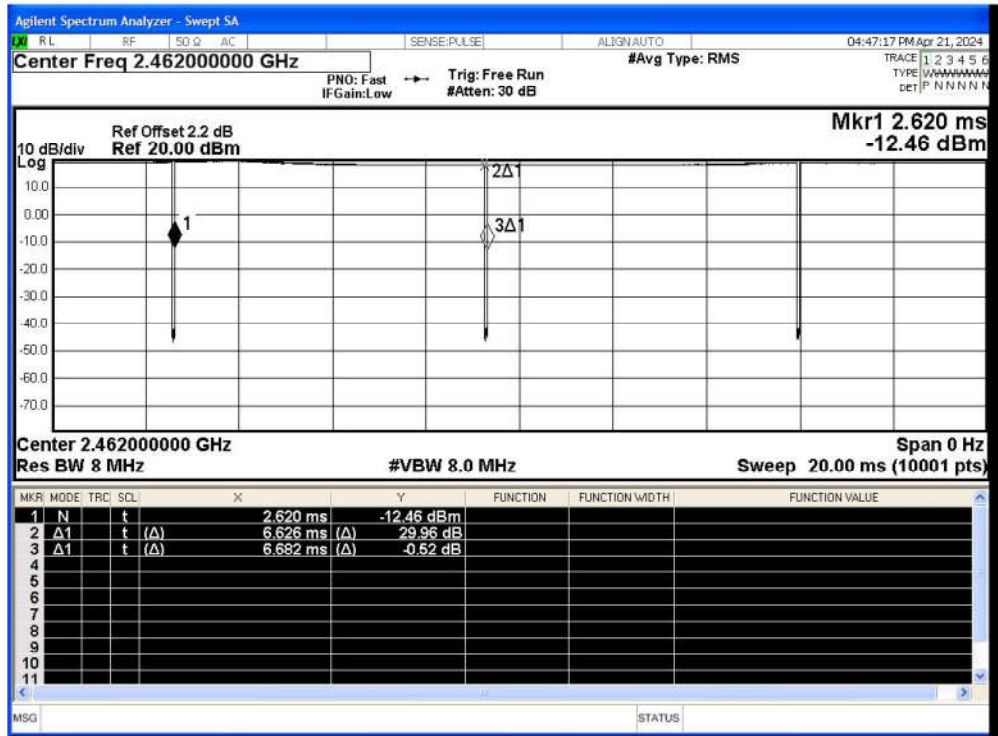 Agilent Spectrum Analyzer - Swept SA
LXI RL RF 50 Ω AC SENSE:PULSE ALIGNAUTO 04:47:17 PM Apr 21, 2024
Center Freq 2.462000000 GHz #Avg Type: RMS TRACE 1 2 3 4 5 6
PNO: Fast Trig: Free Run TYPE WWWWWW
IFGain:Low #Atten: 30 dB DET P N N N N N
Mkr1 2.620 ms
Ref Offset 2.2 dB
10 dB/div Ref 20.00 dBm -12.46 dBm
Log
2Δ1
10.0
0.00
1 3Δ1
-10.0
-20.0
-30.0
-40.0
-50.0
-60.0
-70.0
Center 2.462000000 GHz Span 0 Hz
Res BW 8 MHz #VBW 8.0 MHz Sweep 20.00 ms (10001 pts)
MKR MODE TRC SCL X Y FUNCTION FUNCTION WIDTH FUNCTION VALUE
1 N t 2.620 ms -12.46 dBm
2 Δ1 t (Δ) 6.626 ms (Δ) 29.96 dB
3 Δ1 t (Δ) 6.682 ms (Δ) -0.52 dB
4
5
6
7
8
9
10
11
MSG STATUS